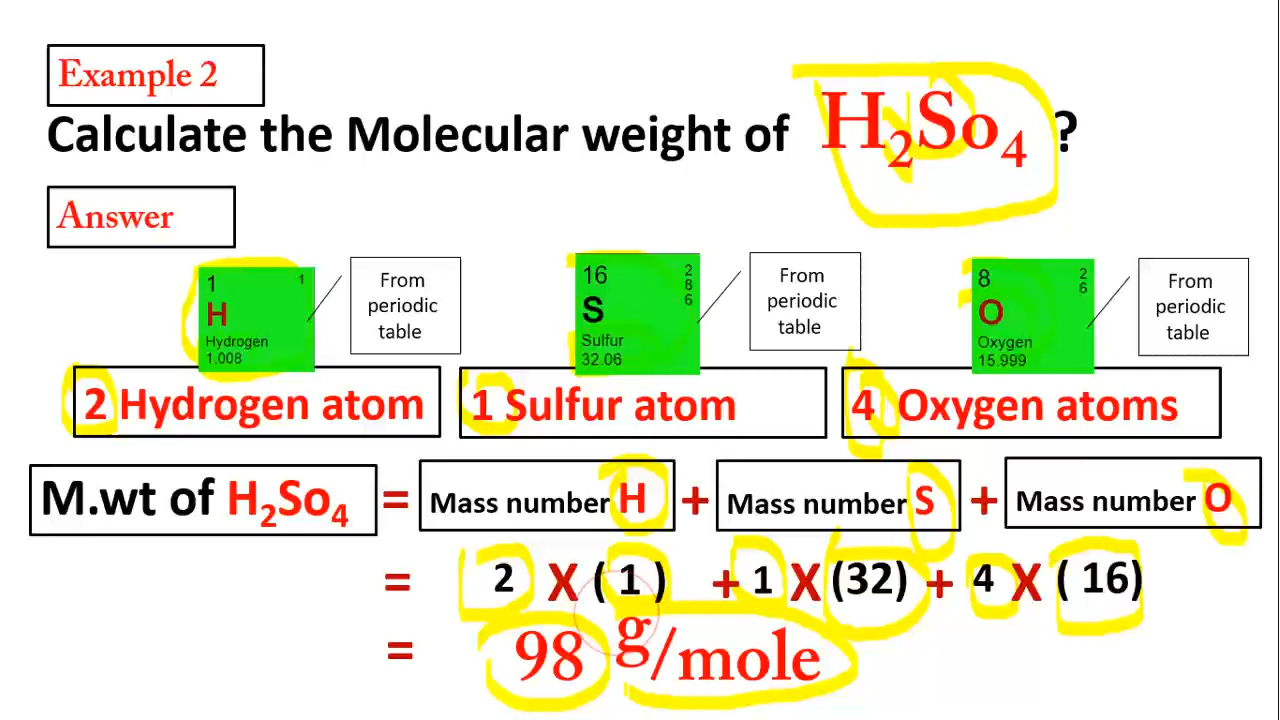 Example 2
Calculate the Molecular weight of H₂So₄ ?
Answer
1 1
H
Hydrogen
1.008
From
periodic
table
16 2
8
6
S
Sulfur
32.06
From
periodic
table
8 2
6
O
Oxygen
15.999
From
periodic
table
2 Hydrogen atom
1 Sulfur atom
4 Oxygen atoms
M.wt of H₂So₄ = Mass number H + Mass number S + Mass number O
= 2 X ( 1 ) + 1 X (32) + 4 X ( 16)
= 98 g/mole